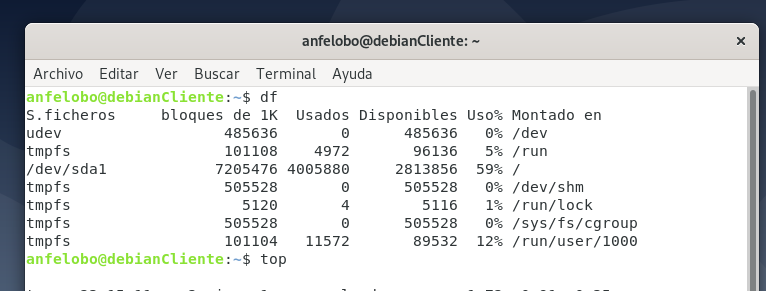 anfelobo@debianCliente: ~ ×
Archivo Editar Ver Buscar Terminal Ayuda
anfelobo@debianCliente:~$ df
S.ficheros     bloques de 1K  Usados Disponibles Uso% Montado en
udev                  485636       0      485636   0% /dev
tmpfs                 101108    4972       96136   5% /run
/dev/sda1            7205476 4005880     2813856  59% /
tmpfs                 505528       0      505528   0% /dev/shm
tmpfs                   5120       4        5116   1% /run/lock
tmpfs                 505528       0      505528   0% /sys/fs/cgroup
tmpfs                 101104   11572       89532  12% /run/user/1000
anfelobo@debianCliente:~$ top